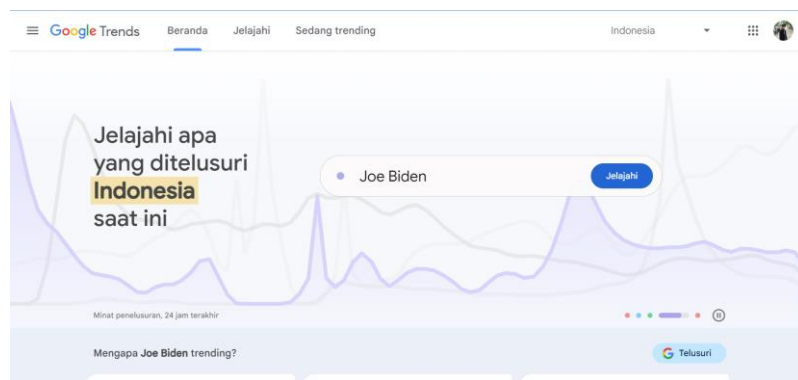 Google Trends Beranda Jelajahi Sedang trending Indonesia
Jelajahi apa
yang ditelusuri
Indonesia
saat ini
Joe Biden Jelajahi
Minat penelusuran, 24 jam terakhir
Mengapa Joe Biden trending? Telusuri